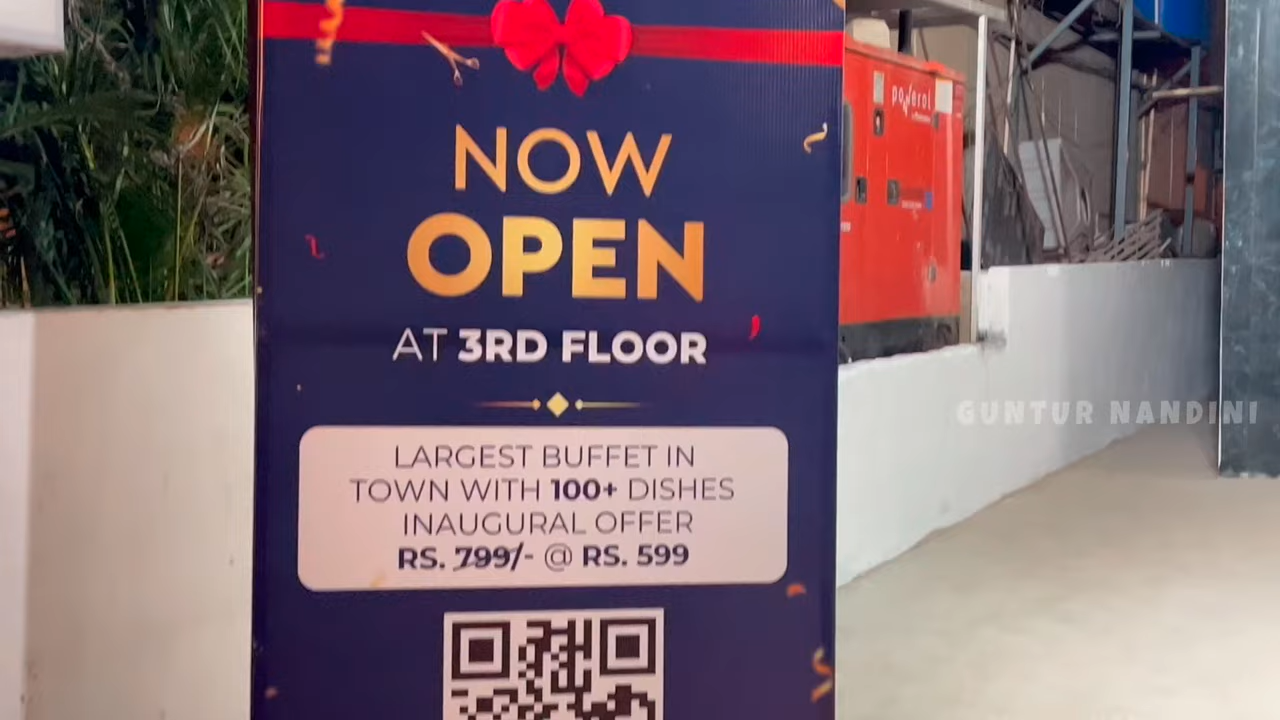 powerol
NOW
OPEN
AT 3RD FLOOR
GUNTUR NANDINI
LARGEST BUFFET IN
TOWN WITH 100+ DISHES
INAUGURAL OFFER
RS. 799/- @ RS. 599